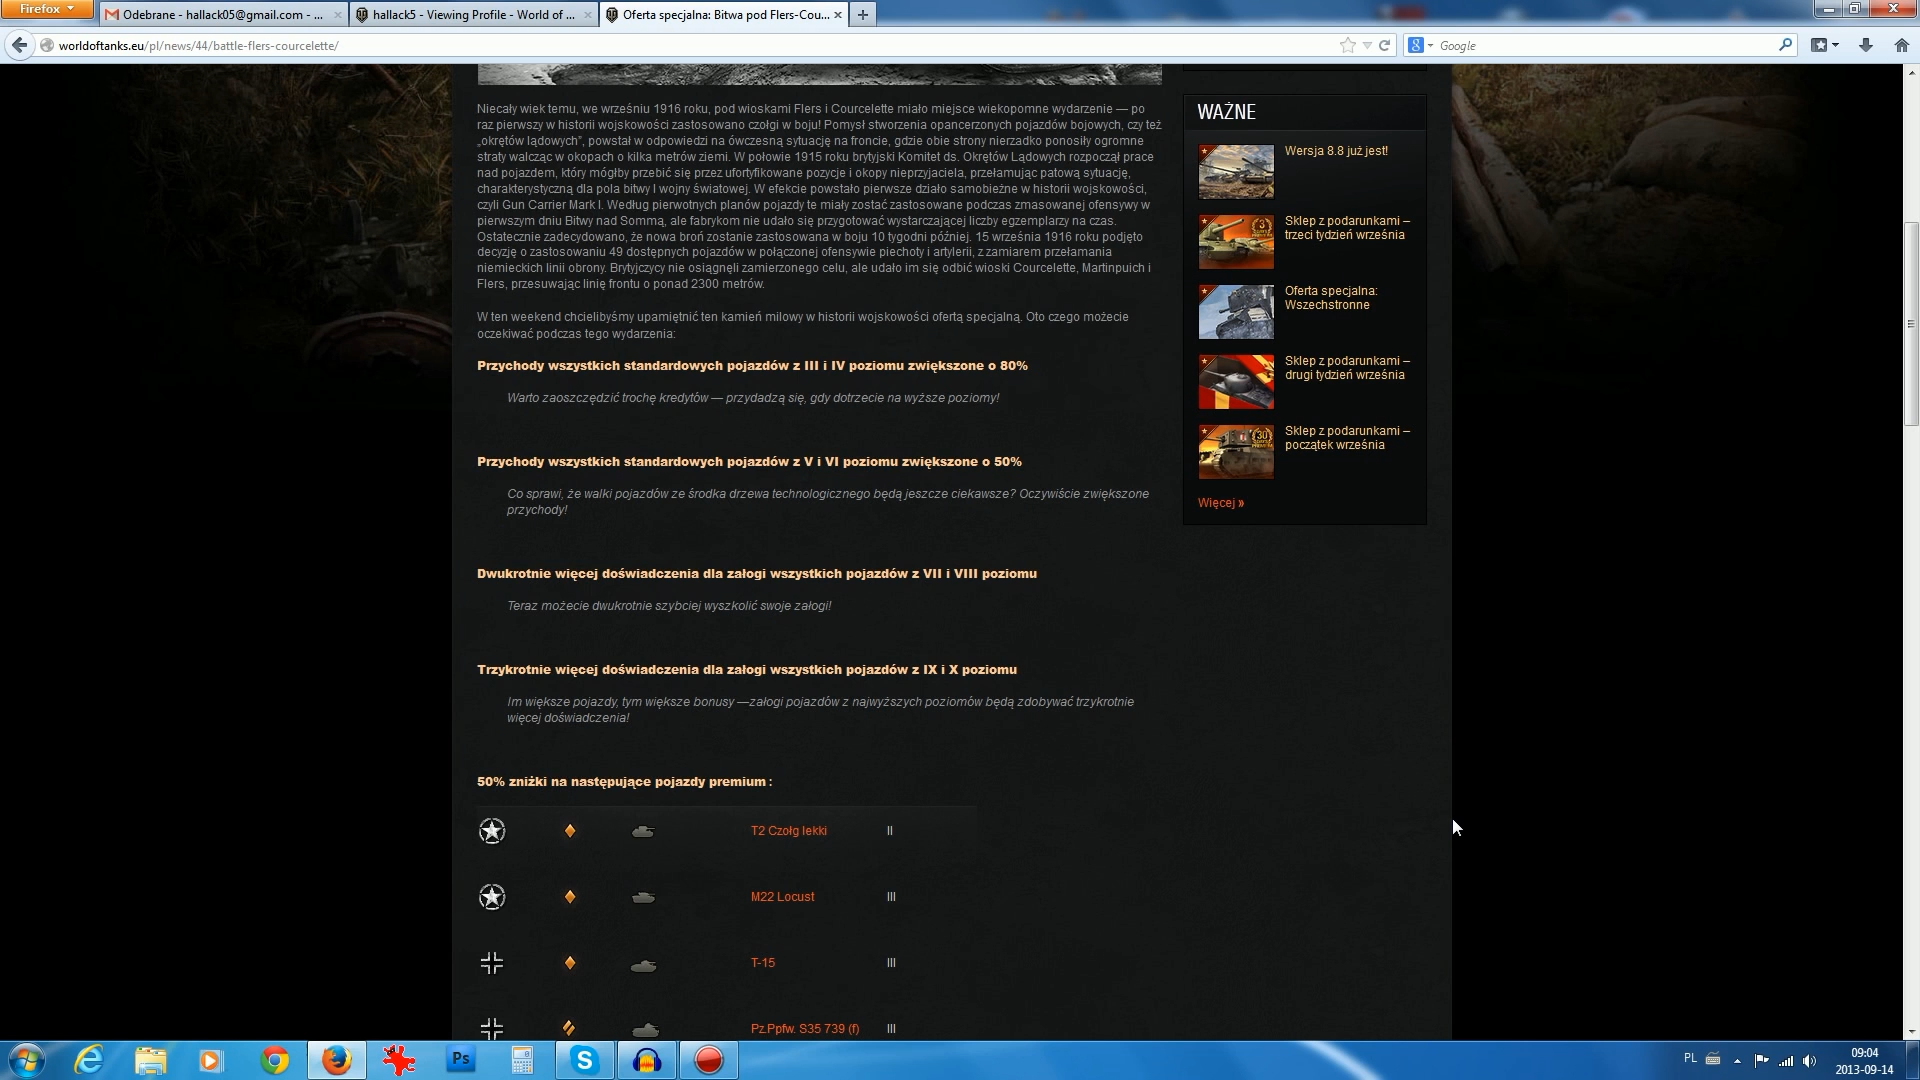 Firefox
Odebrane - hallack05@gmail.com - ...
hallack5 - Viewing Profile - World of ...
Oferta specjalna: Bitwa pod Flers-Cou...
worldoftanks.eu/pl/news/44/battle-flers-courcelette/
Google
Niecały wiek temu, we wrześniu 1916 roku, pod wioskami Flers i Courcelette miało miejsce wiekopomne wydarzenie — po
raz pierwszy w historii wojskowości zastosowano czołgi w boju! Pomysł stworzenia opancerzonych pojazdów bojowych, czy też
„okrętów lądowych”, powstał w odpowiedzi na ówczesną sytuację na froncie, gdzie obie strony nierzadko ponosiły ogromne
straty walcząc w okopach o kilka metrów ziemi. W połowie 1915 roku brytyjski Komitet ds. Okrętów Lądowych rozpoczął prace
nad pojazdem, który mógłby przebić się przez ufortyfikowane pozycje i okopy nieprzyjaciela, przełamując patową sytuację,
charakterystyczną dla pola bitwy I wojny światowej. W efekcie powstało pierwsze działo samobieżne w historii wojskowości,
czyli Gun Carrier Mark I. Według pierwotnych planów pojazdy te miały zostać zastosowane podczas zmasowanej ofensywy w
pierwszym dniu Bitwy nad Sommą, ale fabrykom nie udało się przygotować wystarczającej liczby egzemplarzy na czas.
Ostatecznie zadecydowano, że nowa broń zostanie zastosowana w boju 10 tygodni później. 15 września 1916 roku podjęto
decyzję o zastosowaniu 49 dostępnych pojazdów w połączonej ofensywie piechoty i artylerii, z zamiarem przełamania
niemieckich linii obrony. Brytyjczycy nie osiągnęli zamierzonego celu, ale udało im się odbić wioski Courcelette, Martinpuich i
Flers, przesuwając linię frontu o ponad 2300 metrów.
W ten weekend chcielibyśmy upamiętnić ten kamień milowy w historii wojskowości ofertą specjalną. Oto czego możecie
oczekiwać podczas tego wydarzenia:
Przychody wszystkich standardowych pojazdów z III i IV poziomu zwiększone o 80%
Warto zaoszczędzić trochę kredytów — przydadzą się, gdy dotrzecie na wyższe poziomy!
Przychody wszystkich standardowych pojazdów z V i VI poziomu zwiększone o 50%
Co sprawi, że walki pojazdów ze środka drzewa technologicznego będą jeszcze ciekawsze? Oczywiście zwiększone
przychody!
Dwukrotnie więcej doświadczenia dla załogi wszystkich pojazdów z VII i VIII poziomu
Teraz możecie dwukrotnie szybciej wyszkolić swoje załogi!
Trzykrotnie więcej doświadczenia dla załogi wszystkich pojazdów z IX i X poziomu
Im większe pojazdy, tym większe bonusy —załogi pojazdów z najwyższych poziomów będą zdobywać trzykrotnie
więcej doświadczenia!
50% zniżki na następujące pojazdy premium :
T2 Czołg lekki II
M22 Locust III
T-15 III
Pz.Ppfw. S35 739 (f) III
WAŻNE
Wersja 8.8 już jest!
Sklep z podarunkami –
trzeci tydzień września
Oferta specjalna:
Wszechstronne
Sklep z podarunkami –
drugi tydzień września
Sklep z podarunkami –
początek września
Więcej »
Ps
PL
09:04
2013-09-14